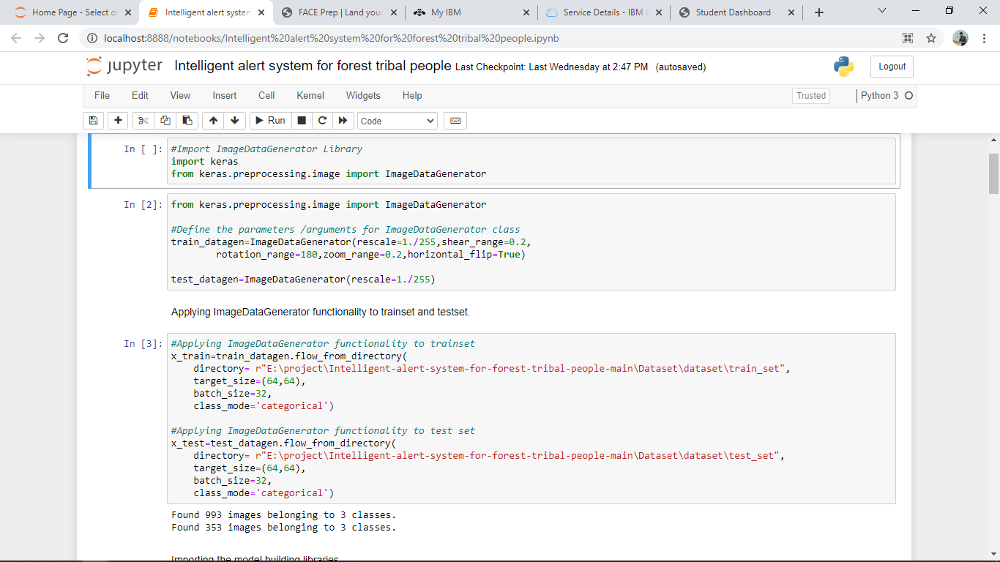 Home Page - Select or
Intelligent alert system
FACE Prep | Land your
My IBM
Service Details - IBM C
Student Dashboard
localhost:8888/notebooks/Intelligent%20alert%20system%20for%20forest%20tribal%20people.ipynb
jupyter Intelligent alert system for forest tribal people Last Checkpoint: Last Wednesday at 2:47 PM (autosaved)
Logout
File Edit View Insert Cell Kernel Widgets Help
Trusted
Python 3
Run
Code
In [ ]: #Import ImageDataGenerator Library
import keras
from keras.preprocessing.image import ImageDataGenerator
In [2]: from keras.preprocessing.image import ImageDataGenerator
#Define the parameters /arguments for ImageDataGenerator class
train_datagen=ImageDataGenerator(rescale=1./255,shear_range=0.2,
rotation_range=180,zoom_range=0.2,horizontal_flip=True)
test_datagen=ImageDataGenerator(rescale=1./255)
Applying ImageDataGenerator functionality to trainset and testset.
In [3]: #Applying ImageDataGenerator functionality to trainset
x_train=train_datagen.flow_from_directory(
directory= r"E:\project\Intelligent-alert-system-for-forest-tribal-people-main\Dataset\dataset\train_set",
target_size=(64,64),
batch_size=32,
class_mode='categorical')
#Applying ImageDataGenerator functionality to test set
x_test=test_datagen.flow_from_directory(
directory= r"E:\project\Intelligent-alert-system-for-forest-tribal-people-main\Dataset\dataset\test_set",
target_size=(64,64),
batch_size=32,
class_mode='categorical')
Found 993 images belonging to 3 classes.
Found 353 images belonging to 3 classes.
Importing the model building libraries